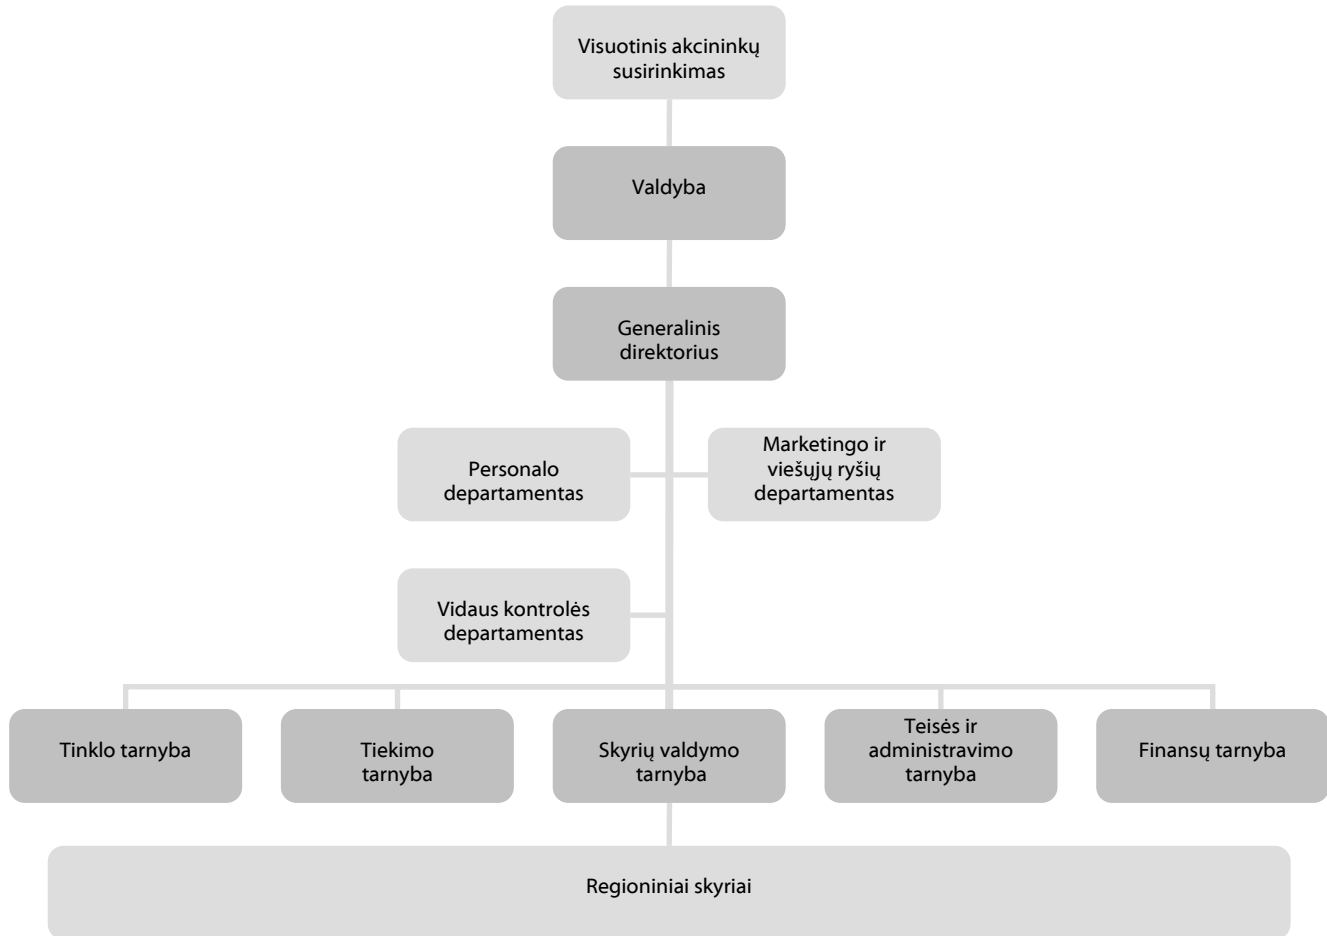 Visuotinis akcininkų
susirinkimas
Valdyba
Generalinis
direktorius
Personalo
departamentas
Marketingo ir
viešųjų ryšių
departamentas
Vidaus kontrolės
departamentas
Tinklo tarnyba
Tiekimo
tarnyba
Skyrių valdymo
tarnyba
Teisės ir
administravimo
tarnyba
Finansų tarnyba
Regioniniai skyriai